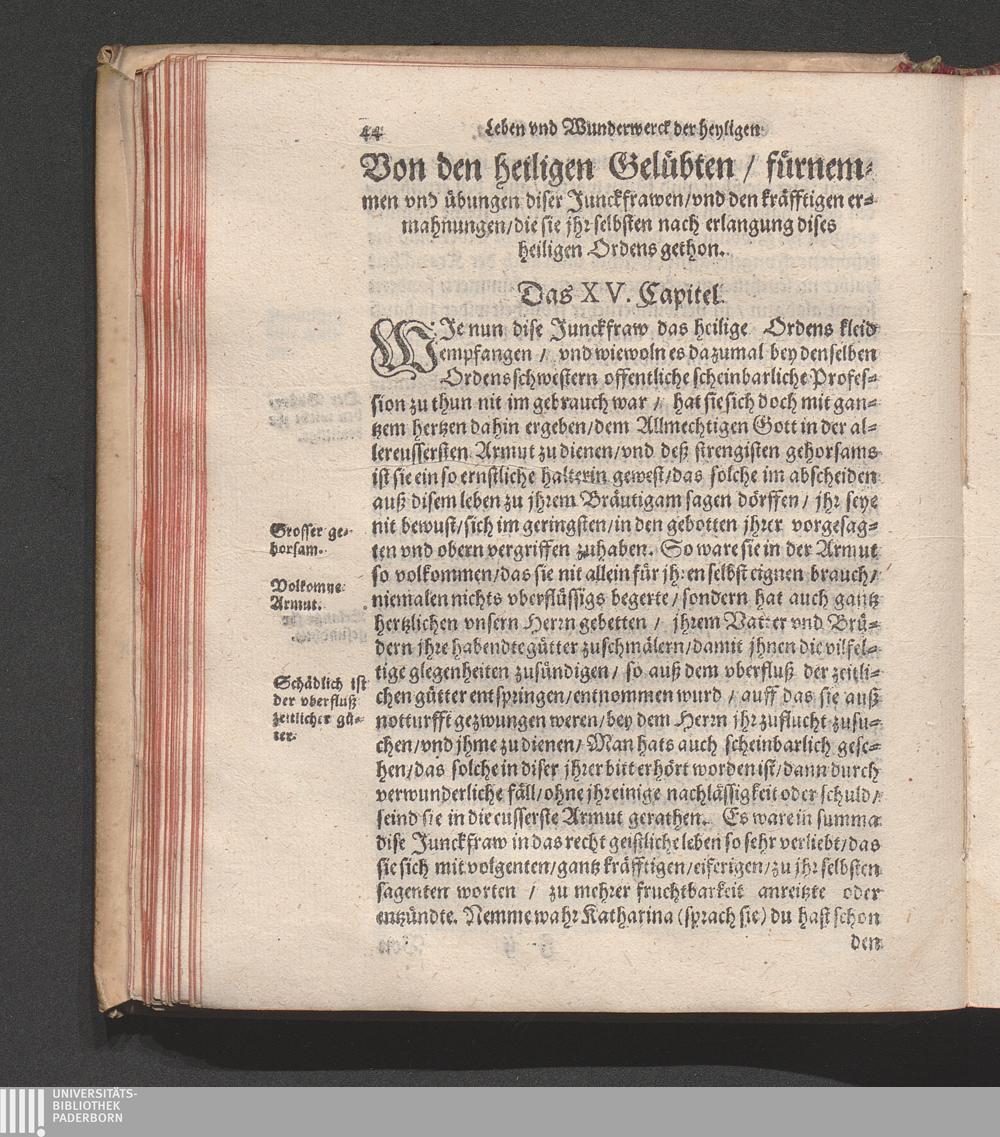 44
Leben vnd Wunderwerck der heyligen
Von den heiligen Gelübten / fürnem-
men vnd übungen diser Junckfrawen/vnd den kräfftigen er-
mahnungen/die sie jhr selbsten nach erlangung dises
heiligen Ordens gethon.
Das XV. Capitel.
WJe nun dise Junckfraw das heilige Ordens kleid
empfangen / vnd wiewoln es dazumal bey denselben
Ordensschwestern offentliche scheinbarliche Profes-
sion zu thun nit im gebrauch war / hat sie sich doch mit gan-
tzem hertzen dahin ergeben/dem Allmechtigen Gott in der al-
lereussersten Armut zu dienen/vnd deß strengisten gehorsams
ist sie ein so ernstliche halterin gewest/das solche im abscheiden
auß disem leben zu jhrem Bräutigam sagen dörffen / jhr seye
nit bewust/sich im geringsten/in den gebotten jhrer vorgesag-
ten vnd obern vergriffen zuhaben. So ware sie in der Armut
so volkommen/das sie nit allein für jhren selbst eignen brauch/
niemalen nichts vberflüssigs begerte/sondern hat auch gantz
hertzlichen vnsern Herrn gebetten / jhrem Vatter vnd Brü-
dern jhre habendte gütter zuschmälern/damit jhnen die vilfel-
tige glegenheiten zusündigen / so auß dem vberfluß der zeitli-
chen gütter entspringen/entnommen wurd / auff das sie auß
notturfft gezwungen weren/bey dem Herrn jhr zuflucht zusu-
chen/vnd jhme zu dienen/Man hats auch scheinbarlich gese-
hen/das solche in diser jhrer bitt erhört worden ist/dann durch
verwunderliche fäll/ohne jhr einige nachlässigkeit oder schuld/
seind sie in die eusserste Armut gerathen. Es ware in summa
dise Junckfraw in das recht geistliche leben so sehr verliebt/das
sie sich mit volgenten/gantz kräfftigen/eiferigen/zu jhr selbsten
sagenten worten / zu mehrer fruchtbarkeit anreitzte oder
entzündte. Nemme wahr Katharina (sprach sie) du hast schon
den
Grosser ge-
horsam.
Volkomne
Armut.
Schädlich ist
der vberfluß
zeitlicher gü-
ter.
UNIVERSITÄTS-
BIBLIOTHEK
PADERBORN